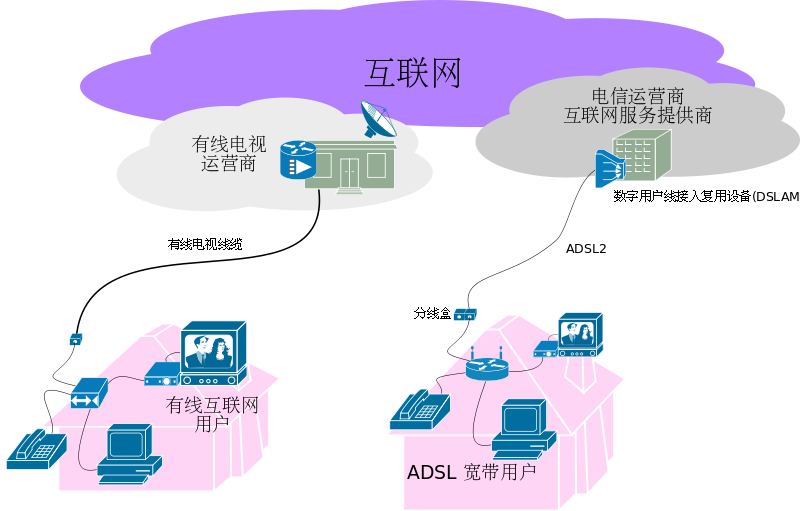 互联网
有线电视
运营商
电信运营商
互联网服务提供商
数字用户线接入复用设备(DSLAM
有线电视线缆
ADSL2
分线盒
有线互联网
用户
ADSL 宽带用户